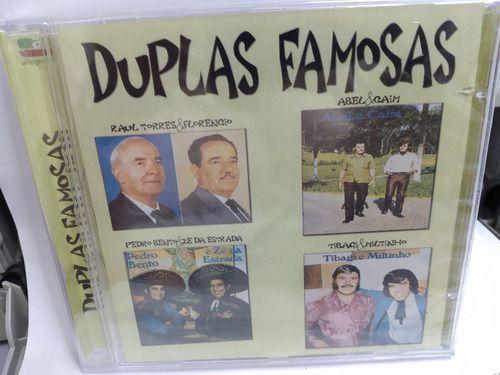 DUPLAS FAMOSAS
DUPLAS FAMOSAS
RAUL TORRES & FLORENCIO
ABEL & CAIM
Abel e Caim
PEDRO BENTO & ZE DA ESTRADA
Pedro Bento
e Zé da Estrada
TIBAGI & MILTINHO
Tibagi e Miltinho